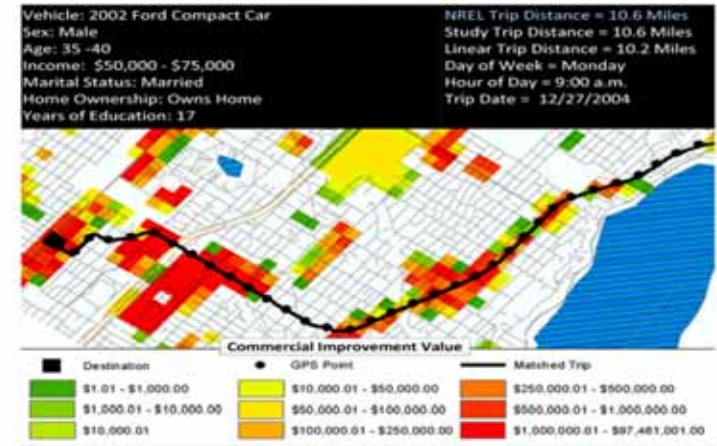 Vehicle: 2002 Ford Compact Car
Sex: Male
Age: 35 -40
Income: $50,000 - $75,000
Marital Status: Married
Home Ownership: Owns Home
Years of Education: 17
NREL Trip Distance = 10.6 Miles
Study Trip Distance = 10.6 Miles
Linear Trip Distance = 10.2 Miles
Day of Week = Monday
Hour of Day = 9:00 a.m.
Trip Date = 12/27/2004
Commercial Improvement Value
Destination
GPS Point
Matched Trip
$1.01 - $1,000.00
$10,000.01 - $50,000.00
$250,000.01 - $500,000.00
$1,000.01 - $10,000.00
$50,000.01 - $100,000.00
$500,000.01 - $1,000,000.00
$10,000.01
$100,000.01 - $250,000.00
$1,000,000.01 - $97,461,001.00